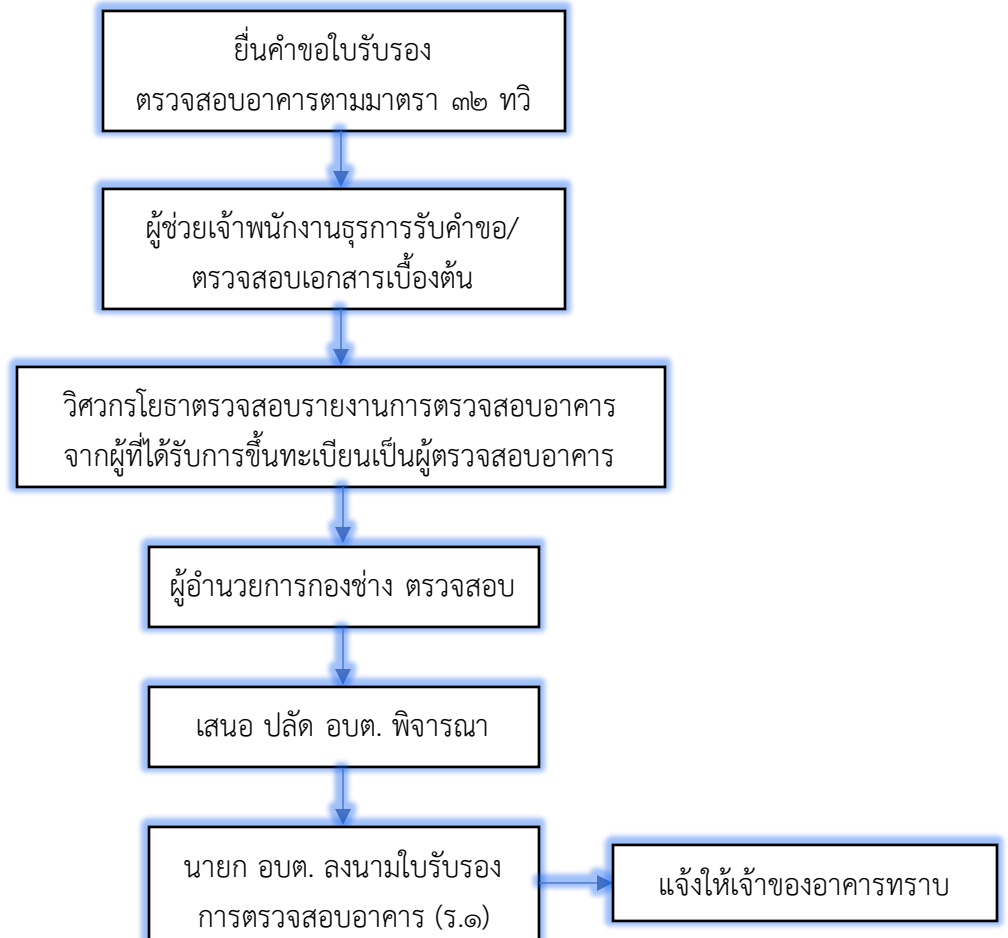 ยื่นคำขอใบรับรอง
ตรวจสอบอาคารตามมาตรา ๓๒ ทวิ
ผู้ช่วยเจ้าพนักงานธุรการรับคำขอ/
ตรวจสอบเอกสารเบื้องต้น
วิศวกรโยธาตรวจสอบรายงานการตรวจสอบอาคาร
จากผู้ที่ได้รับการขึ้นทะเบียนเป็นผู้ตรวจสอบอาคาร
ผู้อำนวยการกองช่าง ตรวจสอบ
เสนอ ปลัด อบต. พิจารณา
นายก อบต. ลงนามใบรับรอง
การตรวจสอบอาคาร (ร.๑)
แจ้งให้เจ้าของอาคารทราบ